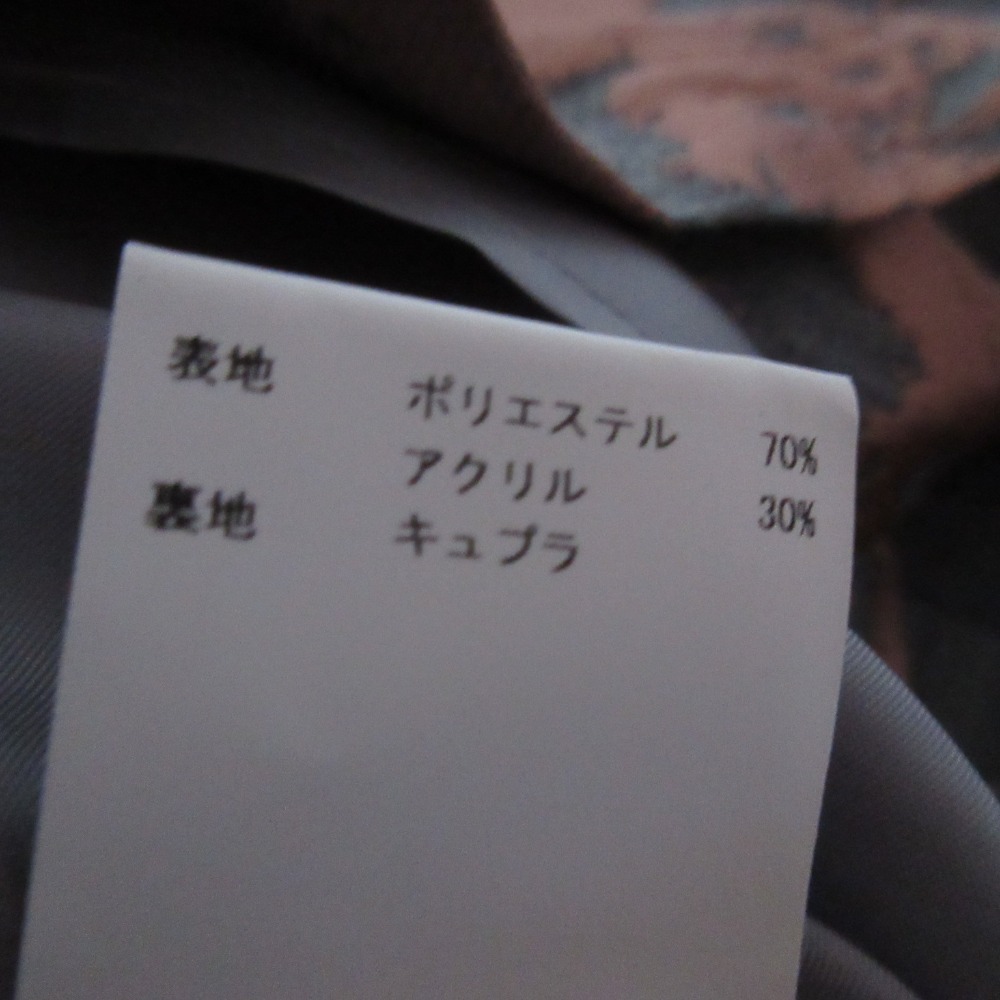 表地 ポリエステル 70%
アクリル 30%
裏地 キュプラ